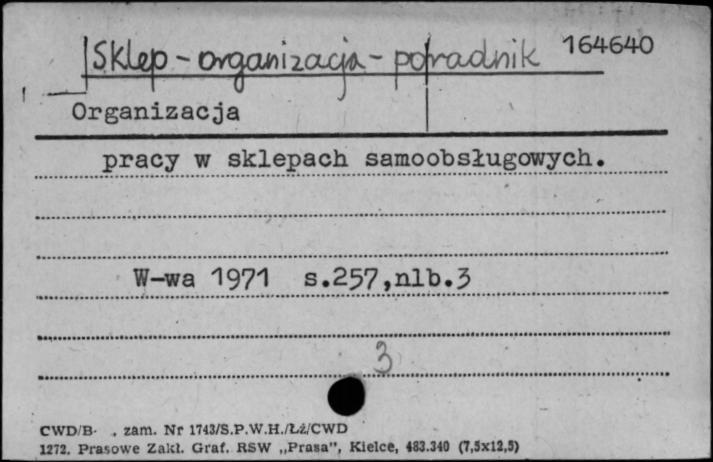 Sklep - organizacja - poradnik 164640
Organizacja
pracy w sklepach samoobsługowych.
W-wa 1971 s.257,nlb.3
3
CWD/B- . zam. Nr 1743/S.P.W.H./Łź/CWD
1272. Prasowe Zakł. Graf. RSW „Prasa”, Kielce, 483.340 (7,5x12,5)